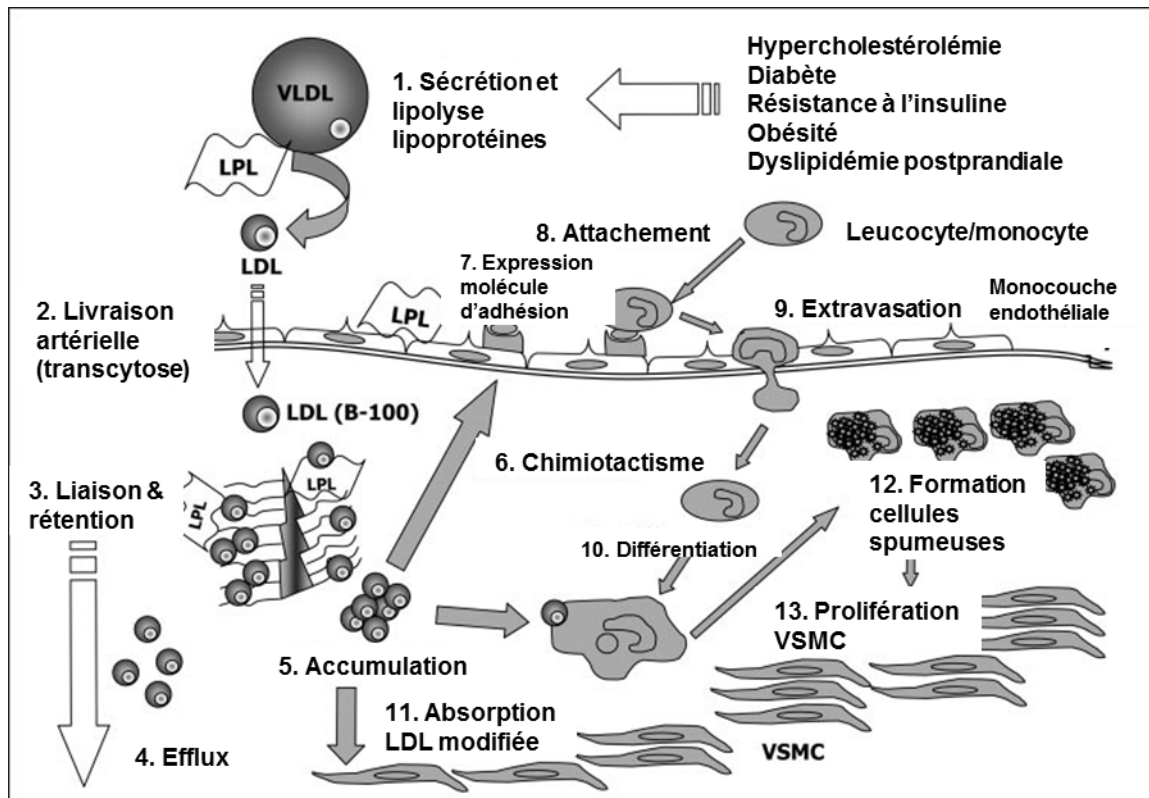 Hypercholestérolémie
Diabète
Résistance à l'insuline
Obésité
Dyslipidémie postprandiale
1. Sécrétion et
lipolyse
lipoprotéines
VLDL
LPL
LDL
8. Attachement
Leucocyte/monocyte
7. Expression
molécule
d'adhésion
LPL
9. Extravasation
Monocouche
endothéliale
2. Livraison
artérielle
(transcytose)
LDL (B-100)
6. Chimiotactisme
3. Liaison &
rétention
LPL
LPL
12. Formation
cellules
spumeuses
10. Différentiation
13. Prolifération
VSMC
5. Accumulation
11. Absorption
LDL modifiée
4. Efflux
VSMC